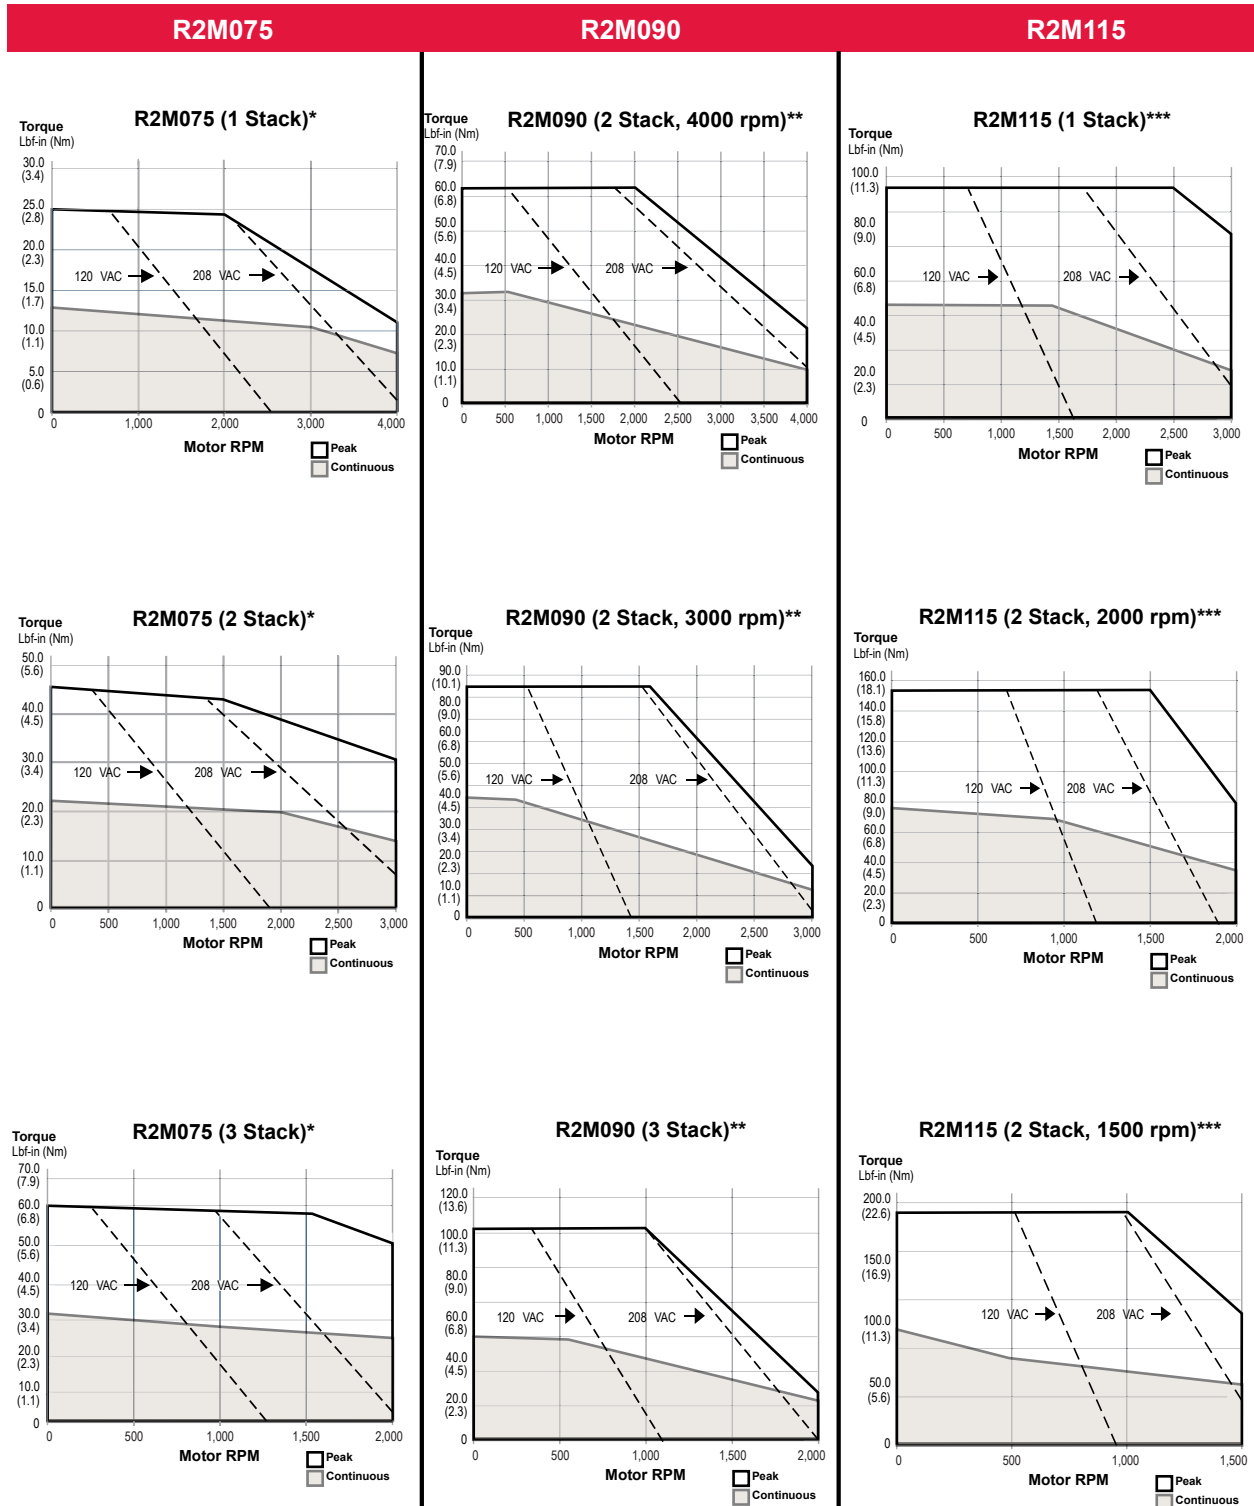 R2M075
R2M090
R2M115
R2M075 (1 Stack)*
Torque
Lbf-in (Nm)
30.0
(3.4)
25.0
(2.8)
20.0
(2.3)
15.0
(1.7)
10.0
(1.1)
5.0
(0.6)
0
120 VAC
208 VAC
0 1,000 2,000 3,000 4,000
Motor RPM
Peak
Continuous
R2M090 (2 Stack, 4000 rpm)**
Torque
Lbf-in (Nm)
70.0
(7.9)
60.0
(6.8)
50.0
(5.6)
40.0
(4.5)
30.0
(3.4)
20.0
(2.3)
10.0
(1.1)
0
120 VAC
208 VAC
0 500 1,000 1,500 2,000 2,500 3,000 3,500 4,000
Motor RPM
Peak
Continuous
R2M115 (1 Stack)***
Torque
Lbf-in (Nm)
100.0
(11.3)
80.0
(9.0)
60.0
(6.8)
40.0
(4.5)
20.0
(2.3)
0
120 VAC
208 VAC
0 500 1,000 1,500 2,000 2,500 3,000
Motor RPM
Peak
Continuous
R2M075 (2 Stack)*
Torque
Lbf-in (Nm)
50.0
(5.6)
40.0
(4.5)
30.0
(3.4)
20.0
(2.3)
10.0
(1.1)
0
120 VAC
208 VAC
0 500 1,000 1,500 2,000 2,500 3,000
Motor RPM
Peak
Continuous
R2M090 (2 Stack, 3000 rpm)**
Torque
Lbf-in (Nm)
90.0
(10.1)
80.0
(9.0)
60.0
(6.8)
50.0
(5.6)
40.0
(4.5)
30.0
(3.4)
20.0
(2.3)
10.0
(1.1)
0
120 VAC
208 VAC
0 500 1,000 1,500 2,000 2,500 3,000
Motor RPM
Peak
Continuous
R2M115 (2 Stack, 2000 rpm)***
Torque
Lbf-in (Nm)
160.0
(18.1)
140.0
(15.8)
120.0
(13.6)
100.0
(11.3)
80.0
(9.0)
60.0
(6.8)
40.0
(4.5)
20.0
(2.3)
0
120 VAC
208 VAC
0 500 1,000 1,500 2,000
Motor RPM
Peak
Continuous
R2M075 (3 Stack)*
Torque
Lbf-in (Nm)
70.0
(7.9)
60.0
(6.8)
50.0
(5.6)
40.0
(4.5)
30.0
(3.4)
20.0
(2.3)
10.0
(1.1)
0
120 VAC
208 VAC
0 500 1,000 1,500 2,000
Motor RPM
Peak
Continuous
R2M090 (3 Stack)**
Torque
Lbf-in (Nm)
120.0
(13.6)
100.0
(11.3)
80.0
(9.0)
60.0
(6.8)
40.0
(4.5)
20.0
(2.3)
0
120 VAC
208 VAC
0 500 1,000 1,500 2,000
Motor RPM
Peak
Continuous
R2M115 (2 Stack, 1500 rpm)***
Torque
Lbf-in (Nm)
200.0
(22.6)
150.0
(16.9)
100.0
(11.3)
50.0
(5.6)
0
120 VAC
208 VAC
0 500 1,000 1,500
Motor RPM
Peak
Continuous